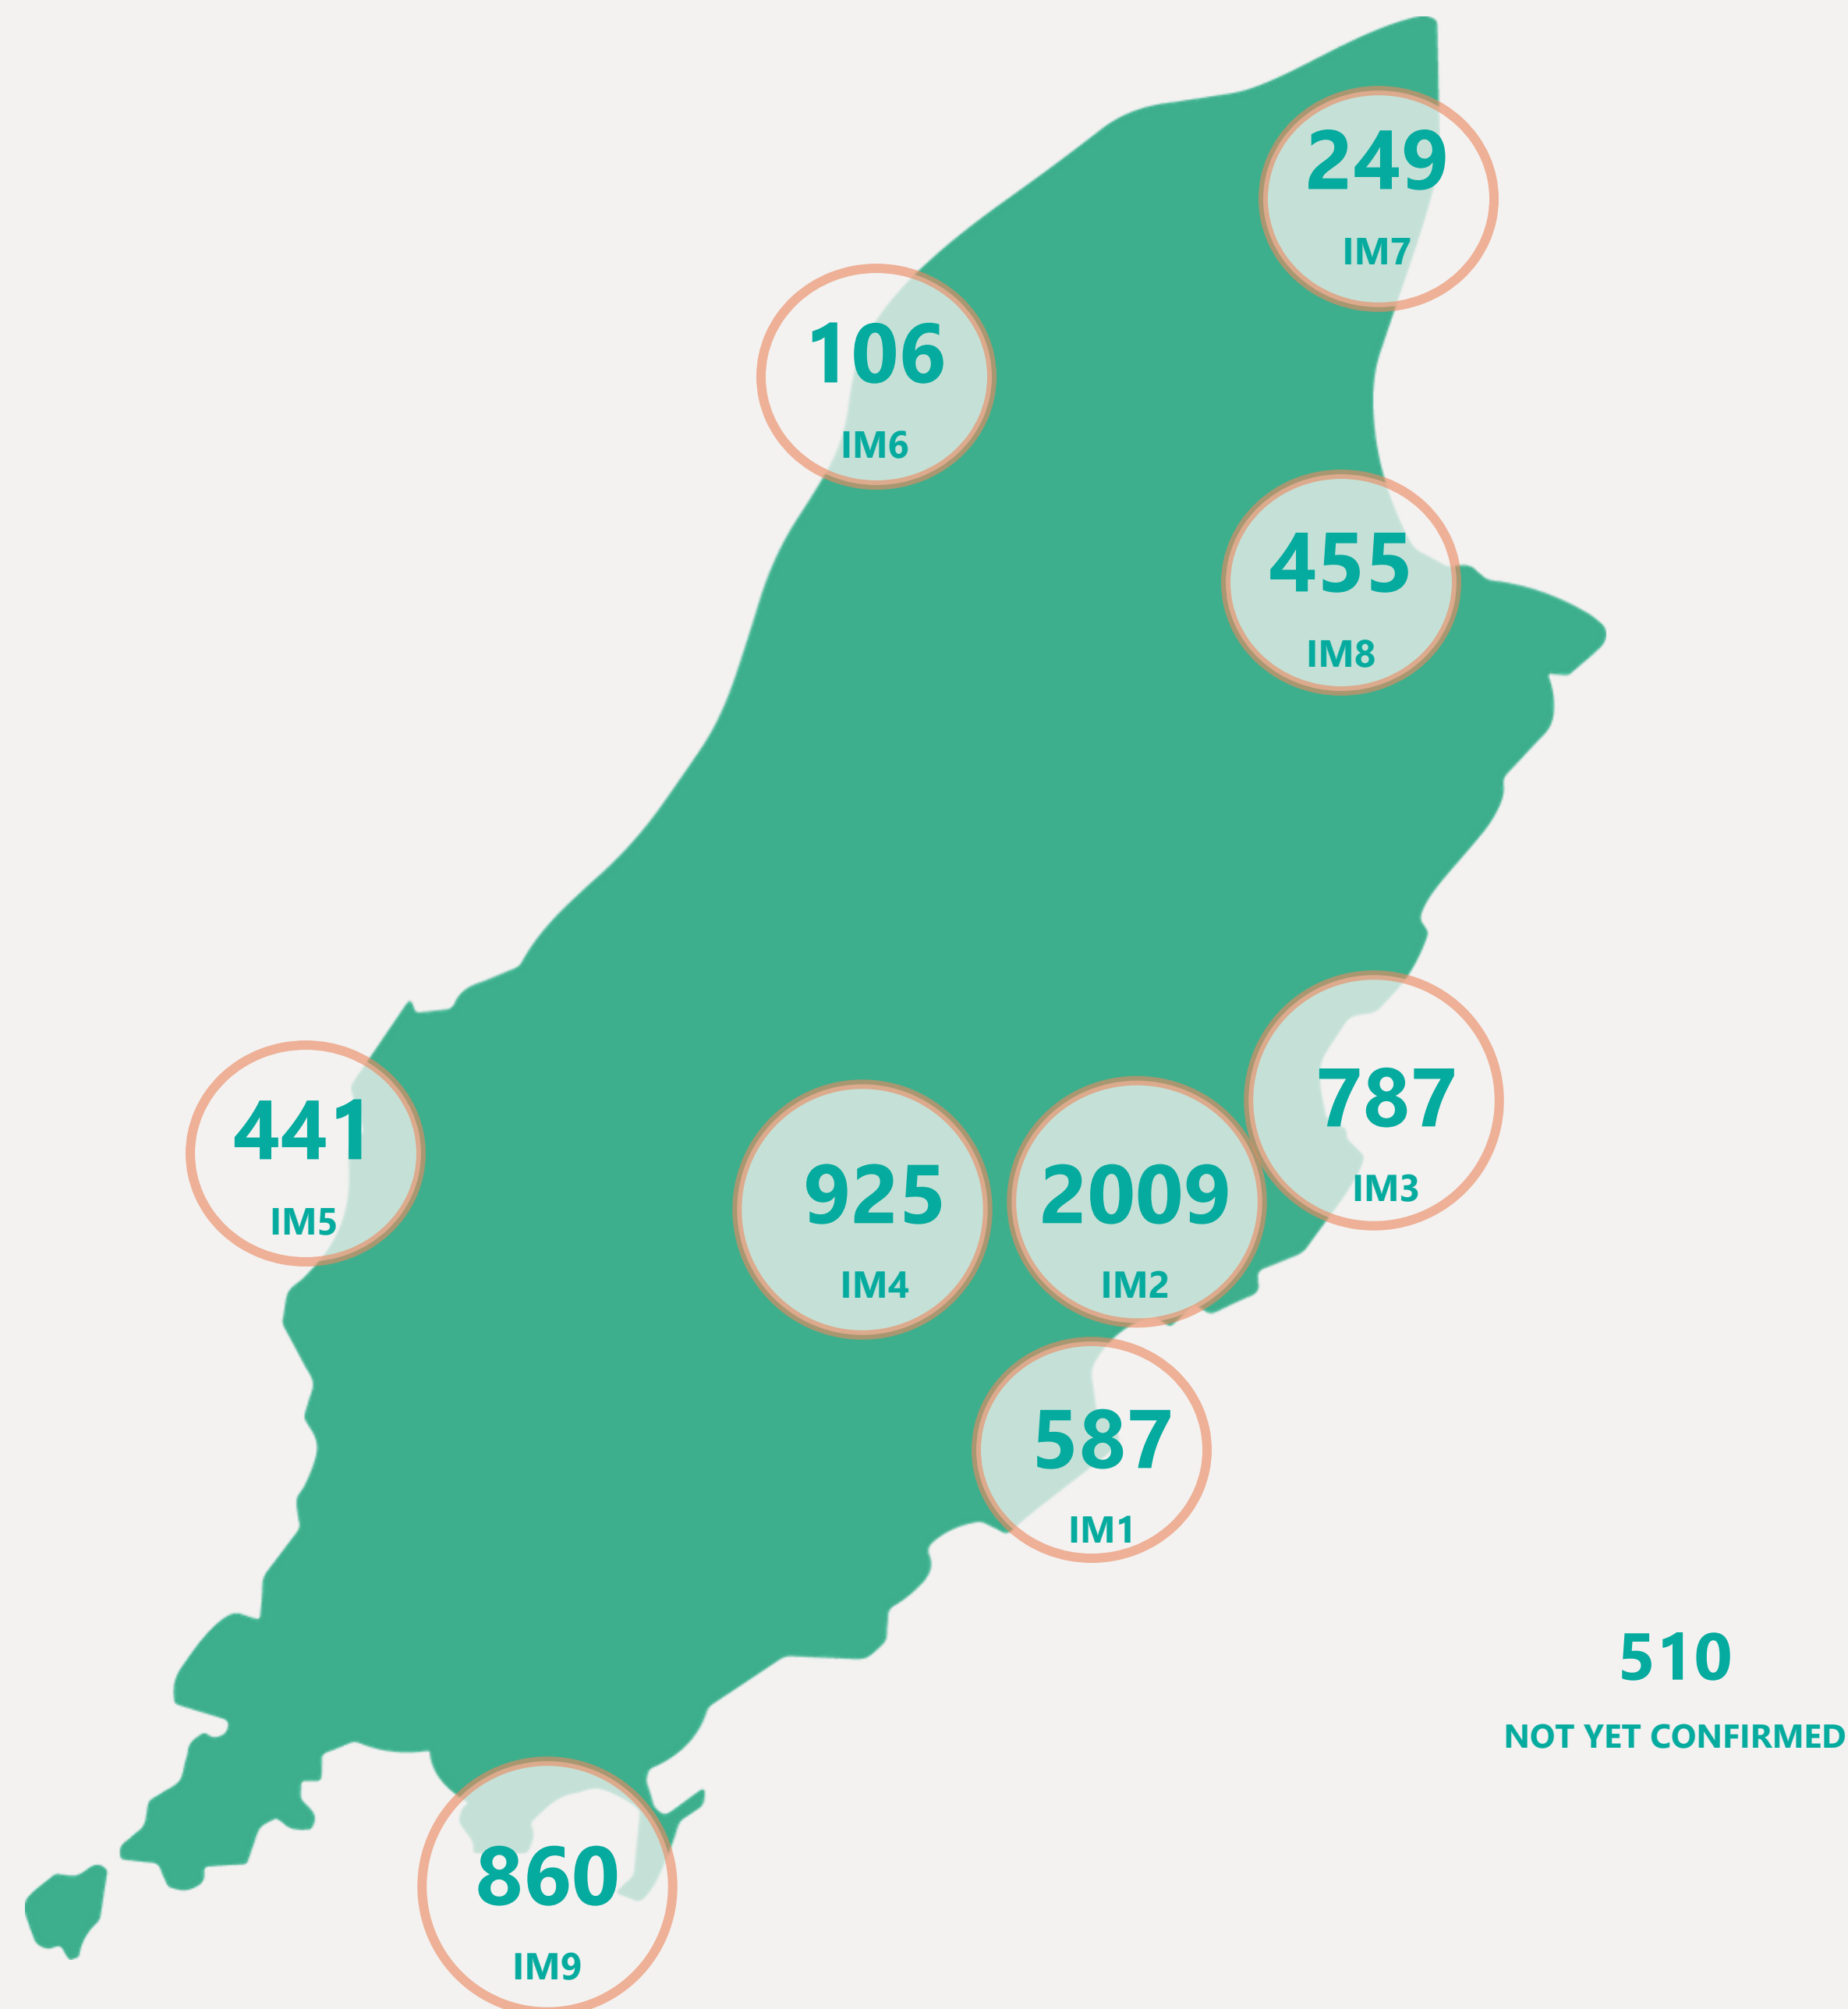 249
IM7
106
IM6
455
IM8
787
IM3
441
IM5
925
IM4
2009
IM2
587
IM1
510
NOT YET CONFIRMED
860
IM9